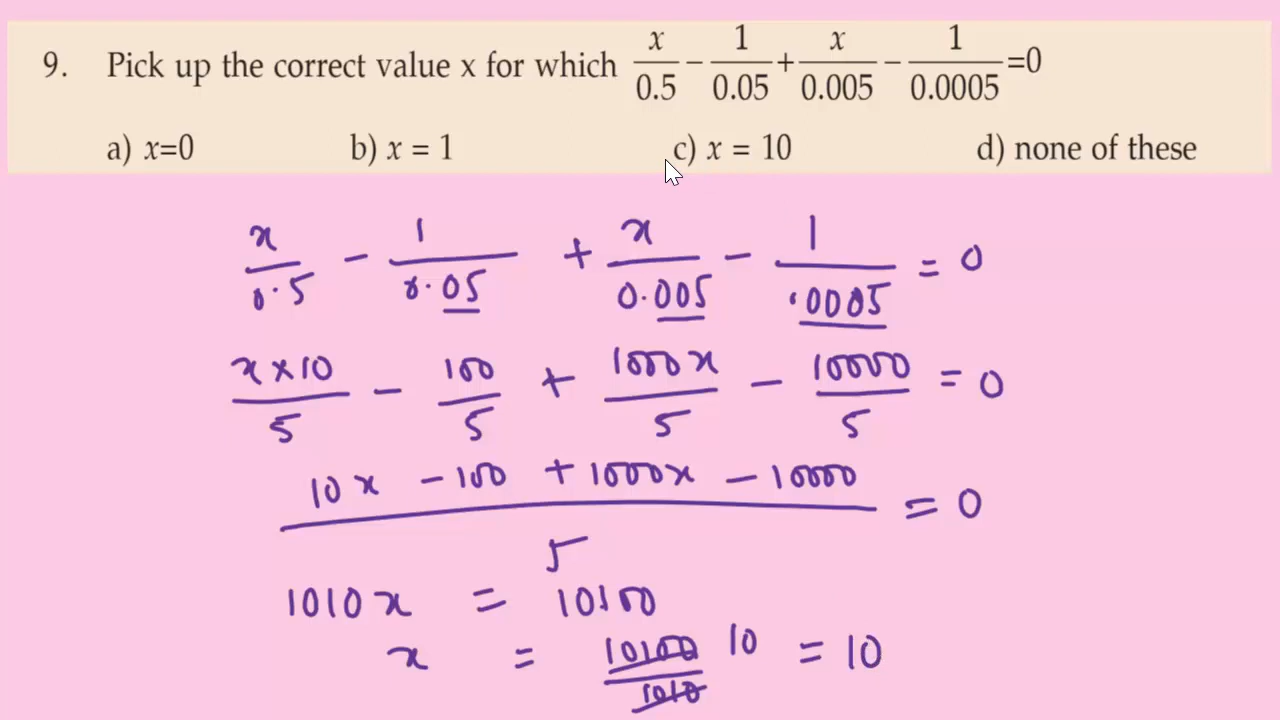 9. Pick up the correct value x for which x/0.5 − 1/0.05 + x/0.005 − 1/0.0005 =0
a) x=0 b) x = 1 c) x = 10 d) none of these
x/0.5 − 1/0.05 + x/0.005 − 1/.0005 = 0
x×10/5 − 100/5 + 1000x/5 − 10000/5 = 0
10x − 100 + 1000x − 10000 / 5 = 0
1010x = 10100
x = 10100/1010 10 = 10